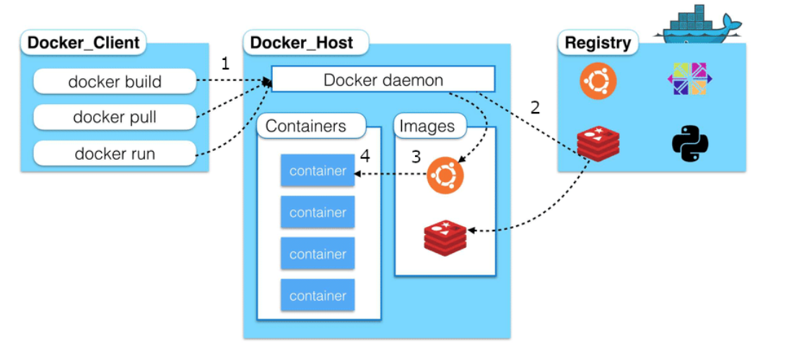 Docker_Client
docker build
docker pull
docker run
1
Docker_Host
Docker daemon
Containers
container
container
container
container
4
Images
3
2
Registry